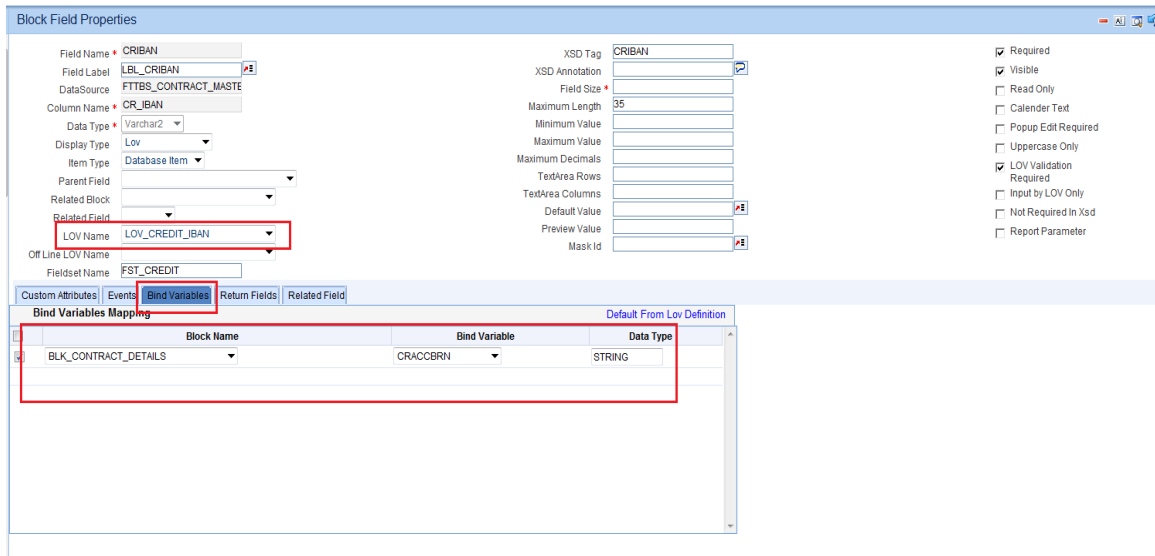 Block Field Properties
Field Name * CRIBAN
Field Label LBL_CRIBAN
DataSource FTTBS_CONTRACT_MASTE
Column Name * CR_IBAN
Data Type * Varchar2
Display Type Lov
Item Type Database Item
Parent Field
Related Block
Related Field
LOV Name LOV_CREDIT_IBAN
Off Line LOV Name
Fieldset Name FST_CREDIT
XSD Tag CRIBAN
XSD Annotation
Field Size *
Maximum Length 35
Minimum Value
Maximum Value
Maximum Decimals
TextArea Rows
TextArea Columns
Default Value
Preview Value
Mask Id
Required
Visible
Read Only
Calender Text
Popup Edit Required
Uppercase Only
LOV Validation
Required
Input by LOV Only
Not Required In Xsd
Report Parameter
Custom Attributes Events Bind Variables Return Fields Related Field
Bind Variables Mapping Default From Lov Definition
Block Name Bind Variable Data Type
BLK_CONTRACT_DETAILS CRACCBRN STRING